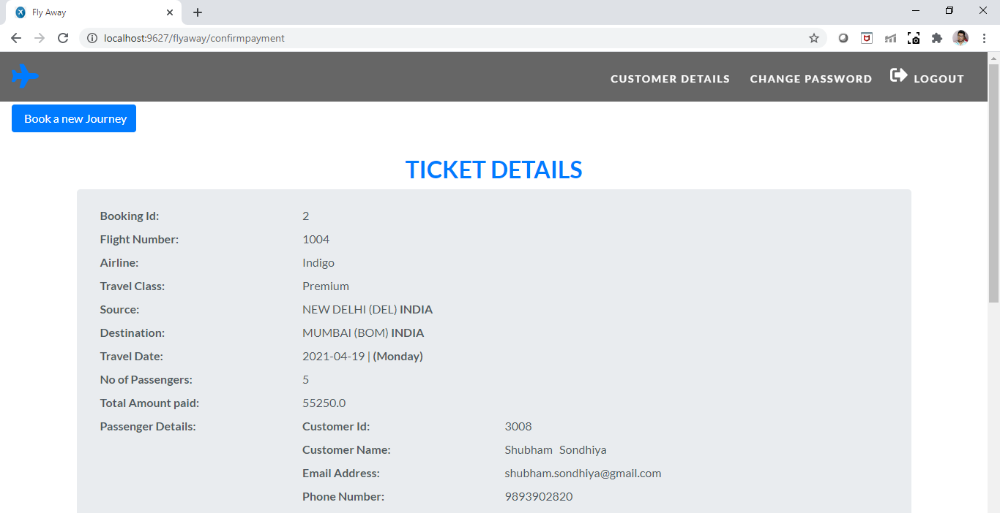 Fly Away
localhost:9627/flyaway/confirmpayment
CUSTOMER DETAILS CHANGE PASSWORD LOGOUT
Book a new Journey
TICKET DETAILS
Booking Id: 2
Flight Number: 1004
Airline: Indigo
Travel Class: Premium
Source: NEW DELHI (DEL) INDIA
Destination: MUMBAI (BOM) INDIA
Travel Date: 2021-04-19 | (Monday)
No of Passengers: 5
Total Amount paid: 55250.0
Passenger Details: Customer Id: 3008
Customer Name: Shubham Sondhiya
Email Address: shubham.sondhiya@gmail.com
Phone Number: 9893902820